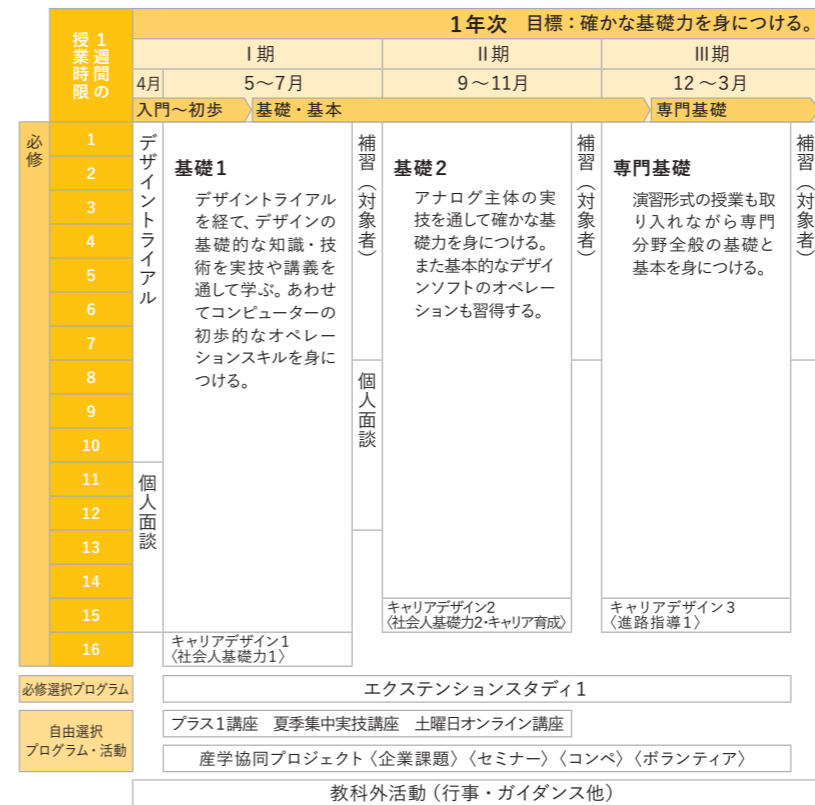 1週間の
授業時限
1年次 目標：確かな基礎力を身につける。
Ⅰ期
Ⅱ期
Ⅲ期
4月
5～7月
9～11月
12～3月
入門～初歩
基礎・基本
専門基礎
必修
1
2
3
4
5
6
7
8
9
10
11
12
13
14
15
16
デザイントライアル
個人面談
基礎1
デザイントライアル
を経て、デザインの
基礎的な知識・技
術を実技や講義を
通して学ぶ。あわせ
てコンピューターの
初歩的なオペレー
ションスキルを身に
つける。
キャリアデザイン1
〈社会人基礎力1〉
補習（対象者）
個人面談
基礎2
アナログ主体の実
技を通して確かな基
礎力を身につける。
また基本的なデザイ
ンソフトのオペレー
ションも習得する。
キャリアデザイン2
〈社会人基礎力2・キャリア育成〉
補習（対象者）
専門基礎
演習形式の授業も取
り入れながら専門
分野全般の基礎と
基本を身につける。
キャリアデザイン3
〈進路指導1〉
補習（対象者）
必修選択プログラム
エクステンションスタディ1
自由選択
プログラム・活動
プラス1講座 夏季集中実技講座 土曜日オンライン講座
産学協同プロジェクト〈企業課題〉〈セミナー〉〈コンペ〉〈ボランティア〉
教科外活動（行事・ガイダンス他）